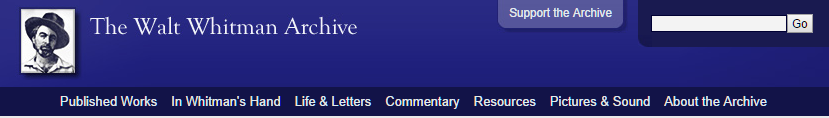 Support the Archive
The Walt Whitman Archive
Go
Published Works In Whitman's Hand Life & Letters Commentary Resources Pictures & Sound About the Archive